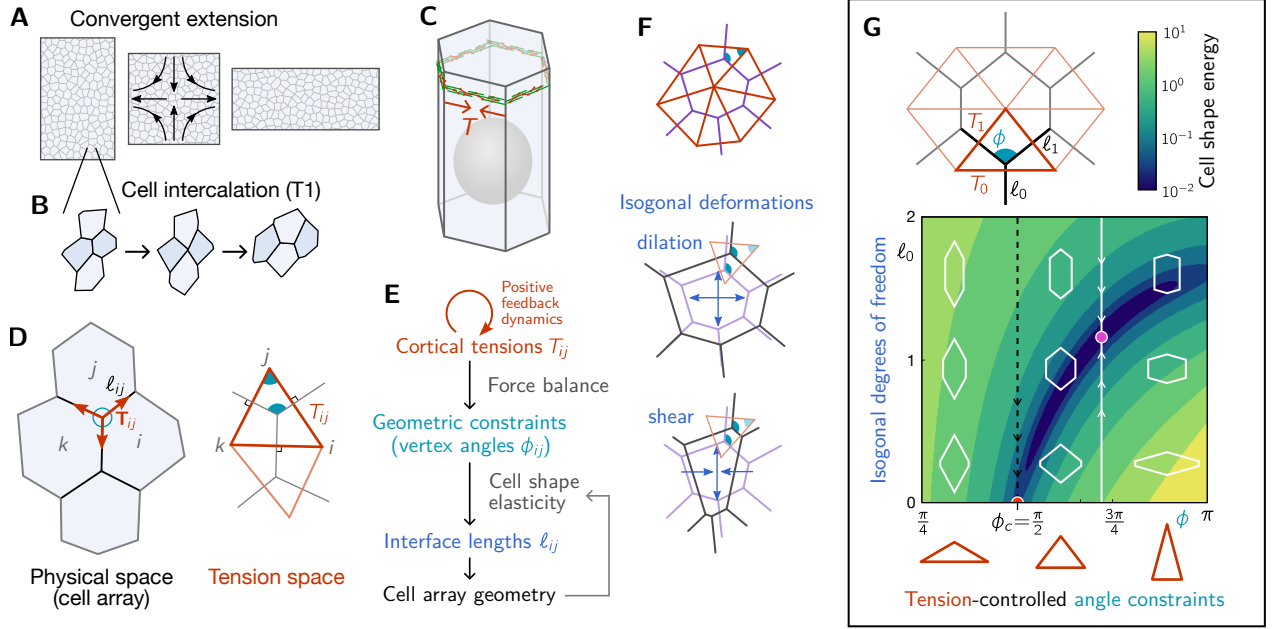 A
Convergent extension
B
Cell intercalation (T1)
C
T
D
j
ℓij
Tij
k
i
Physical space
(cell array)
j
Tij
k
i
Tension space
E
Positive
feedback
dynamics
Cortical tensions Tij
Force balance
Geometric constraints
(vertex angles ϕij)
Cell shape
elasticity
Interface lengths ℓij
Cell array geometry
F
Isogonal deformations
dilation
shear
G
T1
ϕ
ℓ1
T0
ℓ0
10^1
10^0
10^-1
10^-2
Cell shape energy
Isogonal degrees of freedom
2
ℓ0
1
0
π/4
ϕc=π/2
3π/4
ϕ
π
Tension-controlled angle constraints